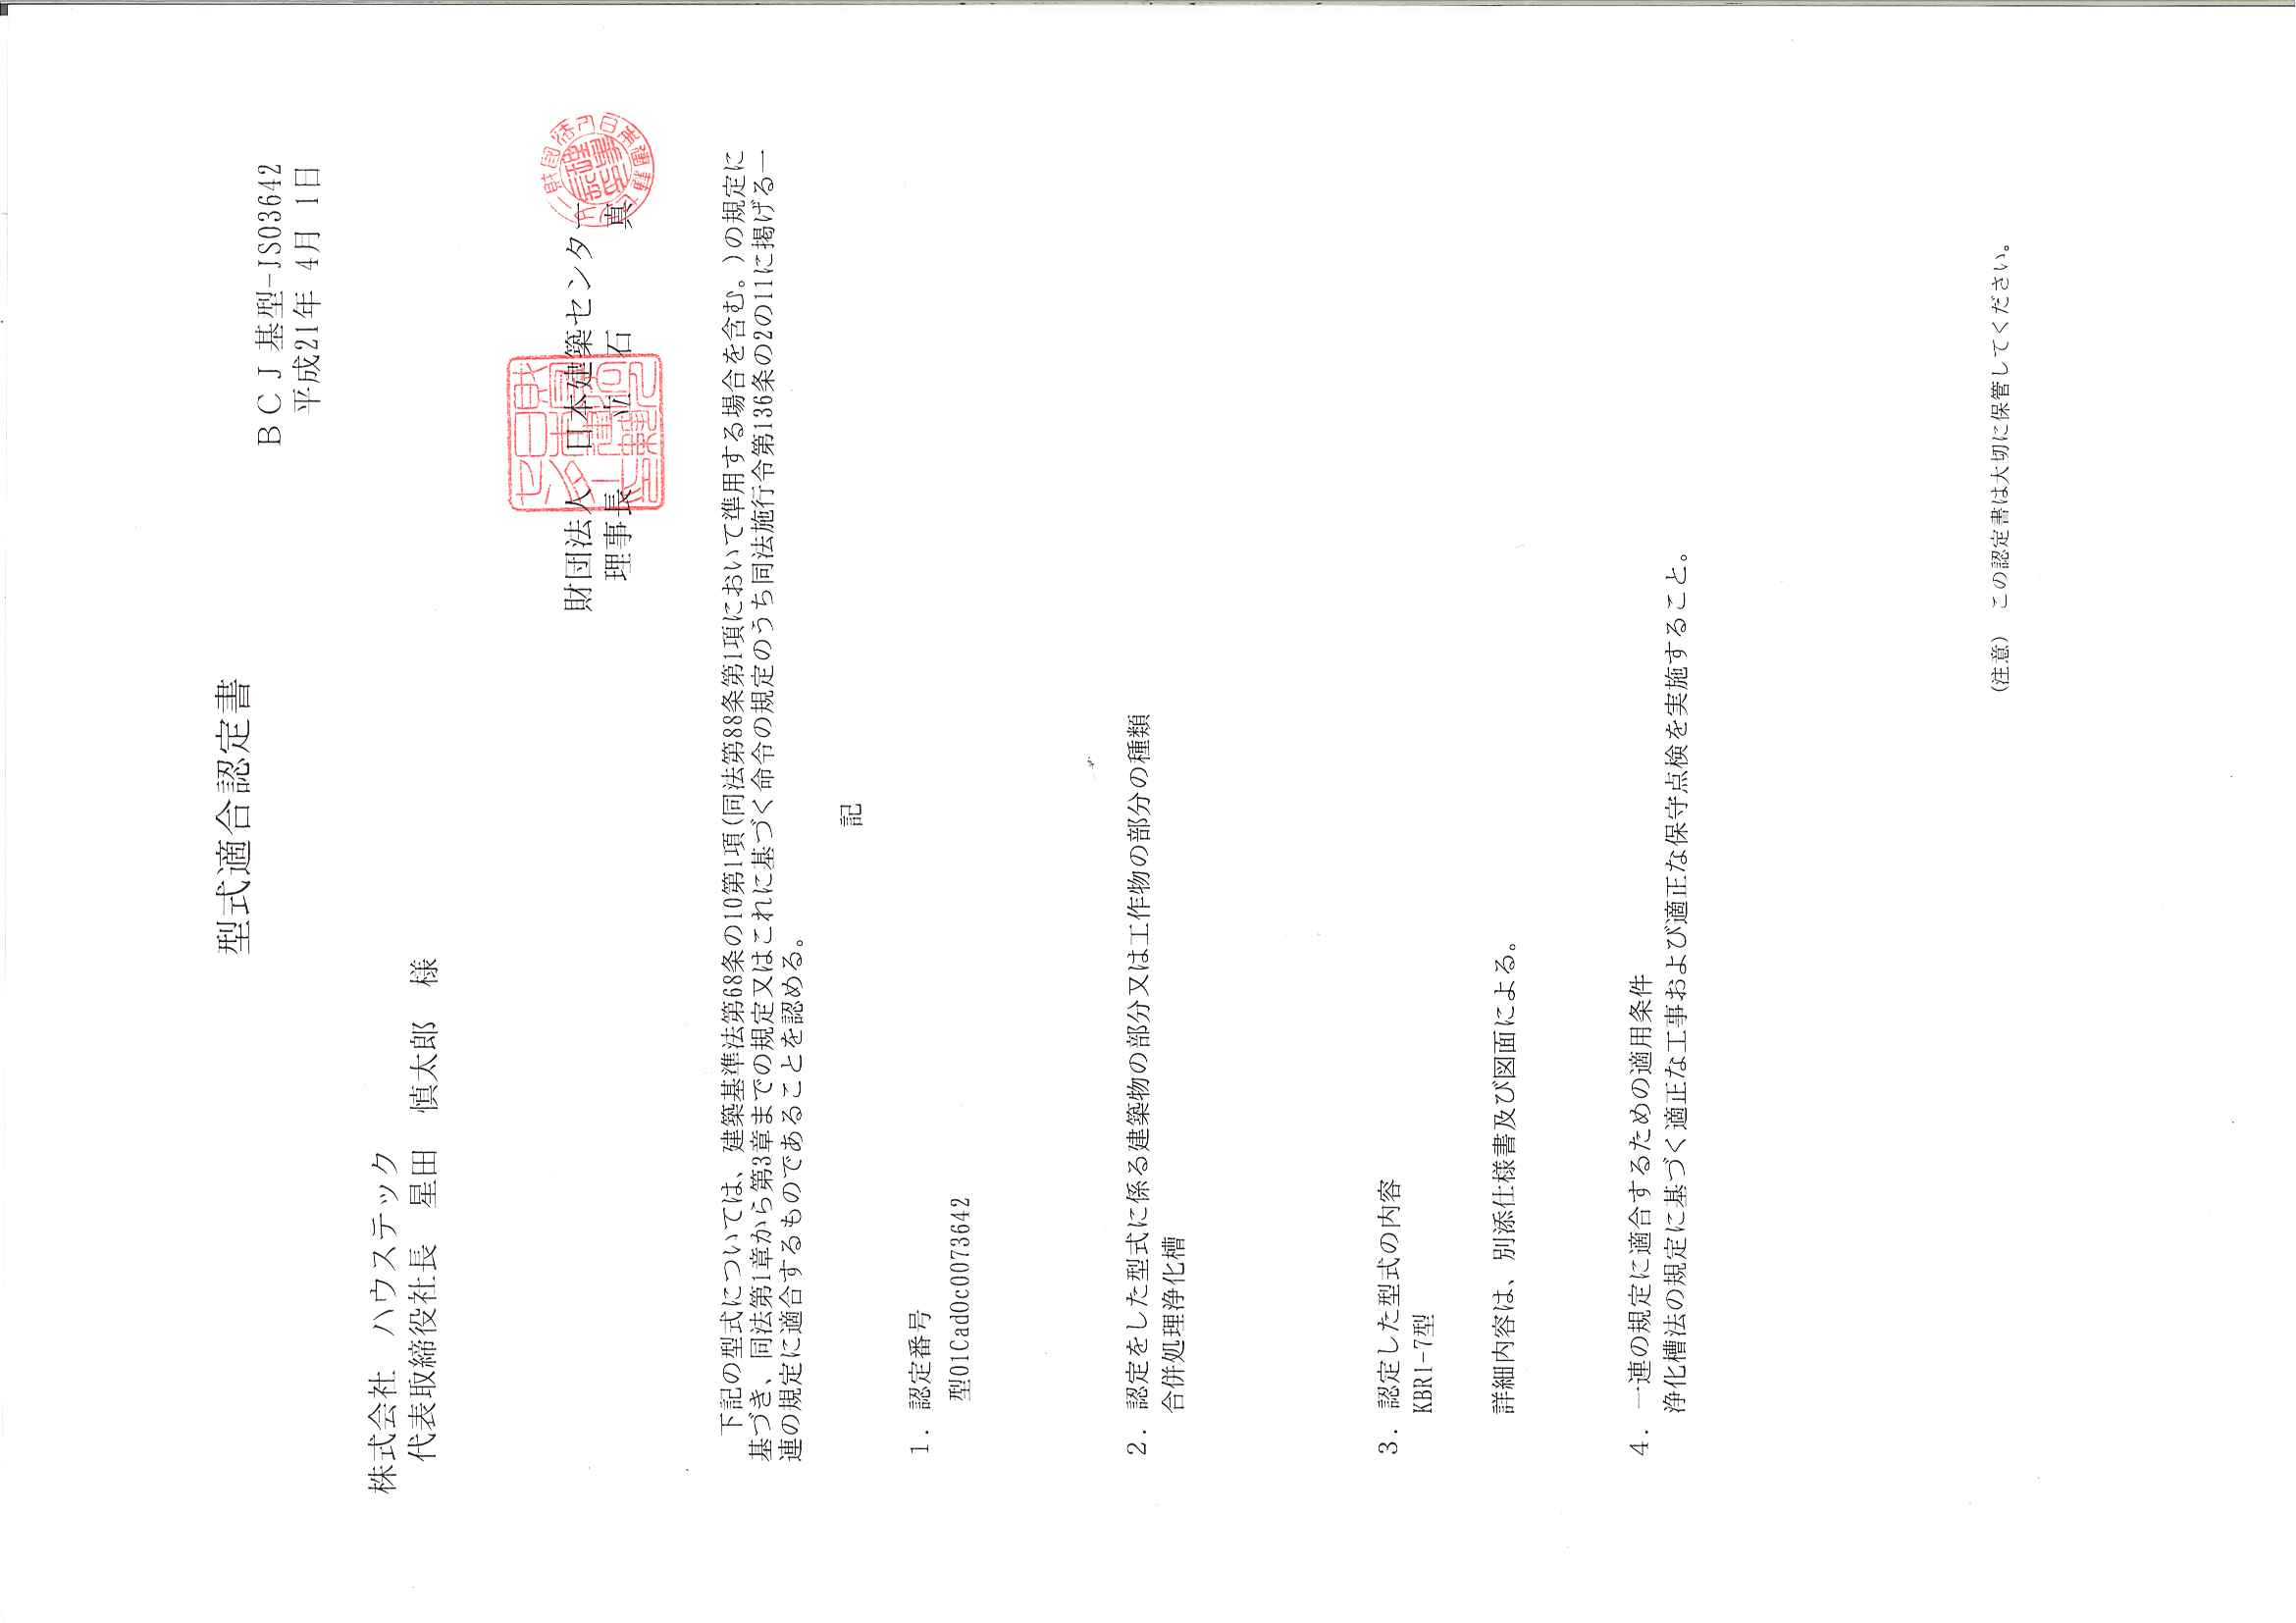 型式適合認定書
ＢＣＪ基型-JS03642
平成21年 4月 1日
株式会社 ハウステック
代表取締役社長 星田 慎太郎 様
財団法人 日本建築センター
理事長 立 石 真
下記の型式については、建築基準法第68条の10第1項(同法第88条第1項において準用する場合を含む。)の規定に
基づき、同法第1章から第3章までの規定又はこれに基づく命令の規定のうち同法施行令第136条の2の11に掲げる一
連の規定に適合するものであることを認める。
記
1. 認定番号
型01Cad0c0073642
2. 認定をした型式に係る建築物の部分又は工作物の部分の種類
合併処理浄化槽
3. 認定した型式の内容
KBR1-7型
詳細内容は、別添仕様書及び図面による。
4. 一連の規定に適合するための適用条件
浄化槽法の規定に基づく適正な工事および適正な保守点検を実施すること。
(注意) この認定書は大切に保管してください。